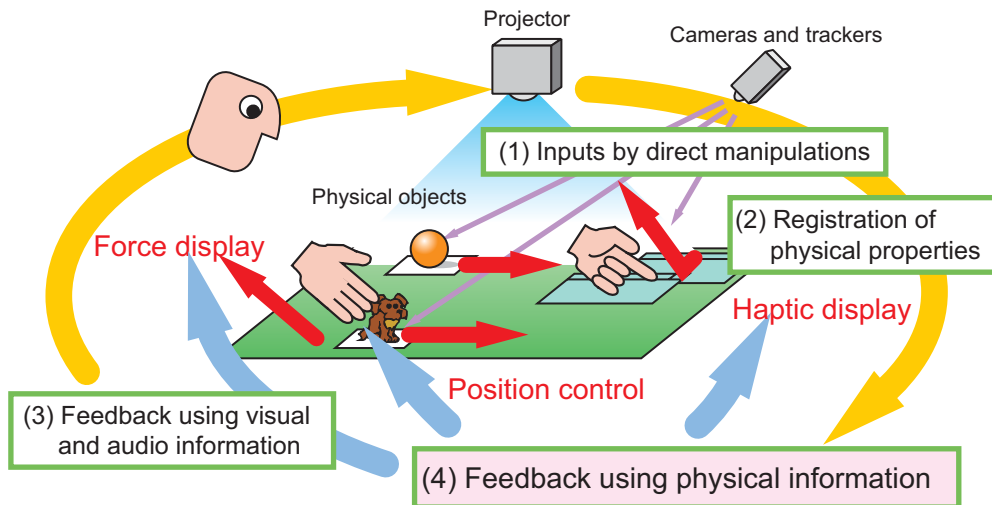 Projector
Cameras and trackers
(1) Inputs by direct manipulations
Physical objects
(2) Registration of
physical properties
Force display
Haptic display
Position control
(3) Feedback using visual
and audio information
(4) Feedback using physical information